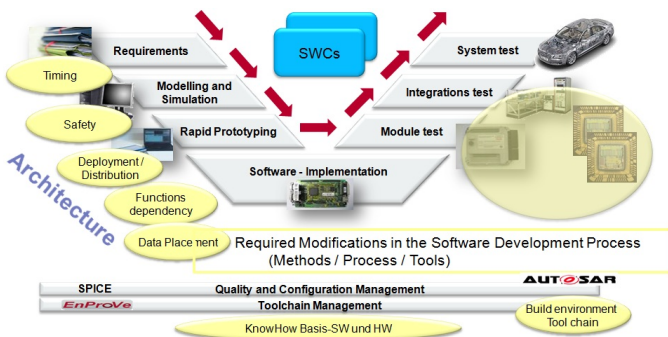 Requirements
SWCs
System test
Timing
Modelling and
Simulation
Integrations test
Safety
Rapid Prototyping
Module test
Deployment /
Distribution
Software - Implementation
Architecture
Functions
dependency
Data Placement
Required Modifications in the Software Development Process
(Methods / Process / Tools)
SPICE
Quality and Configuration Management
AUTOSAR
EnProVe
Toolchain Management
Build environment
Tool chain
KnowHow Basis-SW und HW